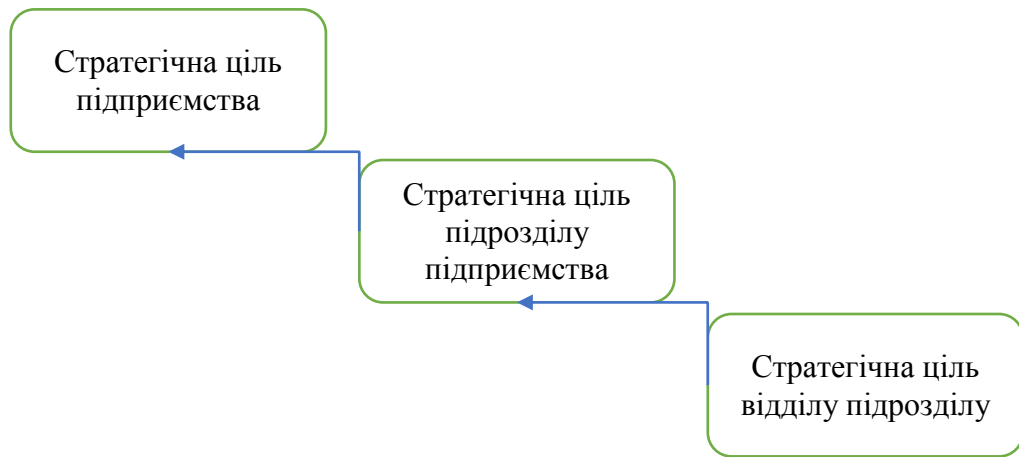 Стратегічна ціль
підприємства
Стратегічна ціль
підрозділу
підприємства
Стратегічна ціль
відділу підрозділу